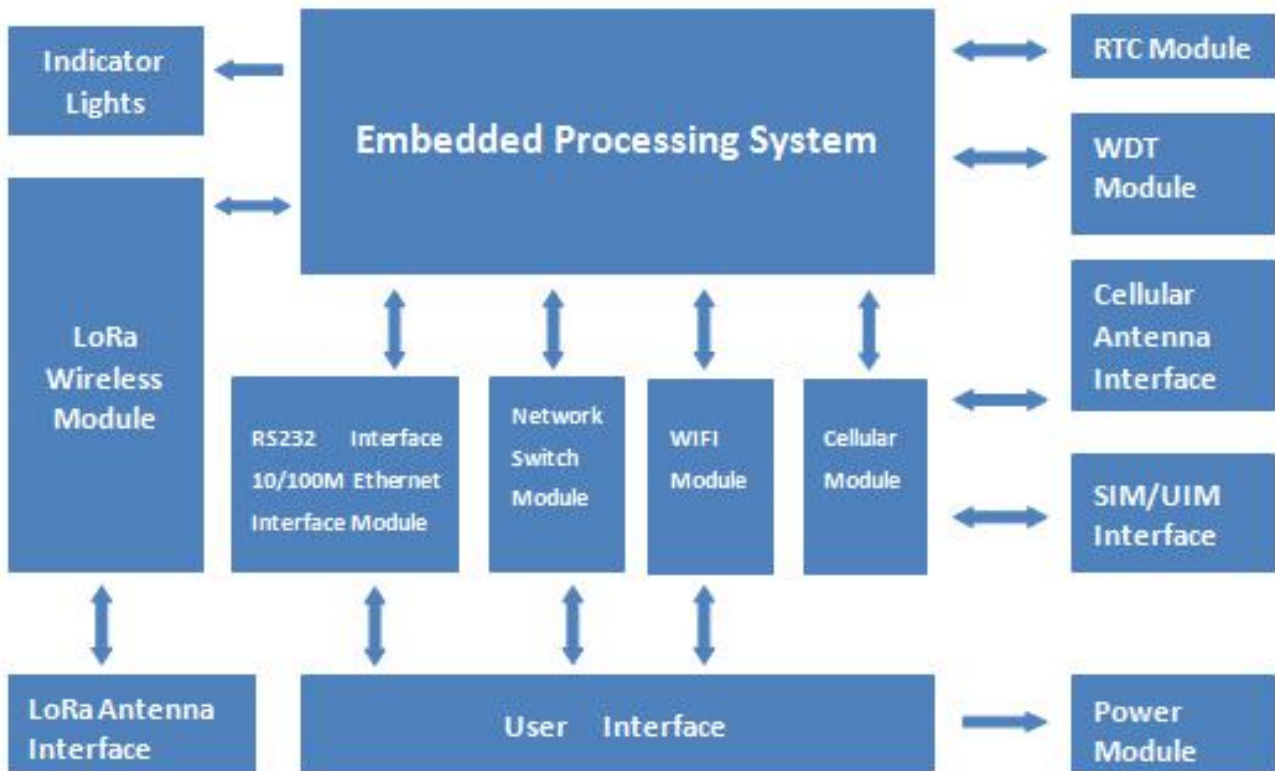 Indicator
Lights
Embedded Processing System
RTC Module
WDT
Module
LoRa
Wireless
Module
Cellular
Antenna
Interface
RS232 Interface
10/100M Ethernet
Interface Module
Network
Switch
Module
WIFI
Module
Cellular
Module
SIM/UIM
Interface
LoRa Antenna
Interface
User Interface
Power
Module